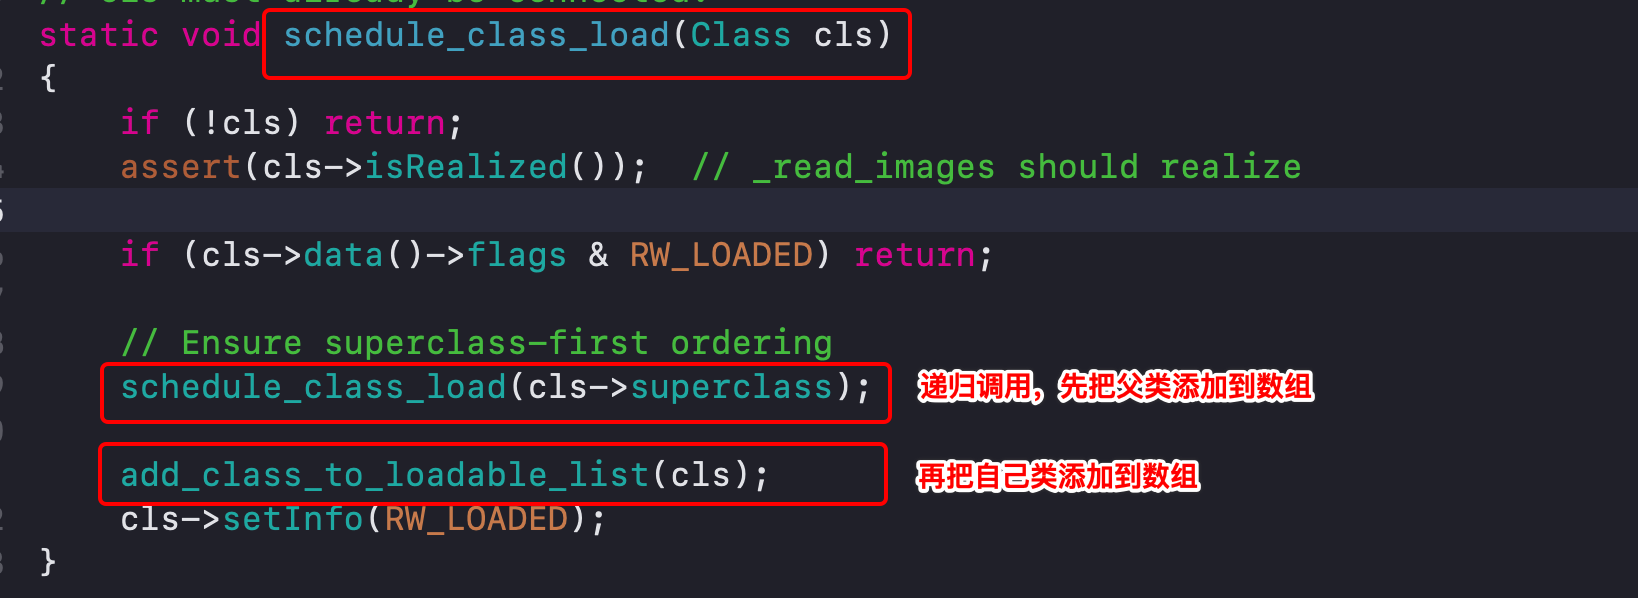 static void schedule_class_load(Class cls)
{
if (!cls) return;
assert(cls->isRealized());  // _read_images should realize
if (cls->data()->flags & RW_LOADED) return;
// Ensure superclass-first ordering
schedule_class_load(cls->superclass); 递归调用，先把父类添加到数组
add_class_to_loadable_list(cls); 再把自己类添加到数组
cls->setInfo(RW_LOADED);
}